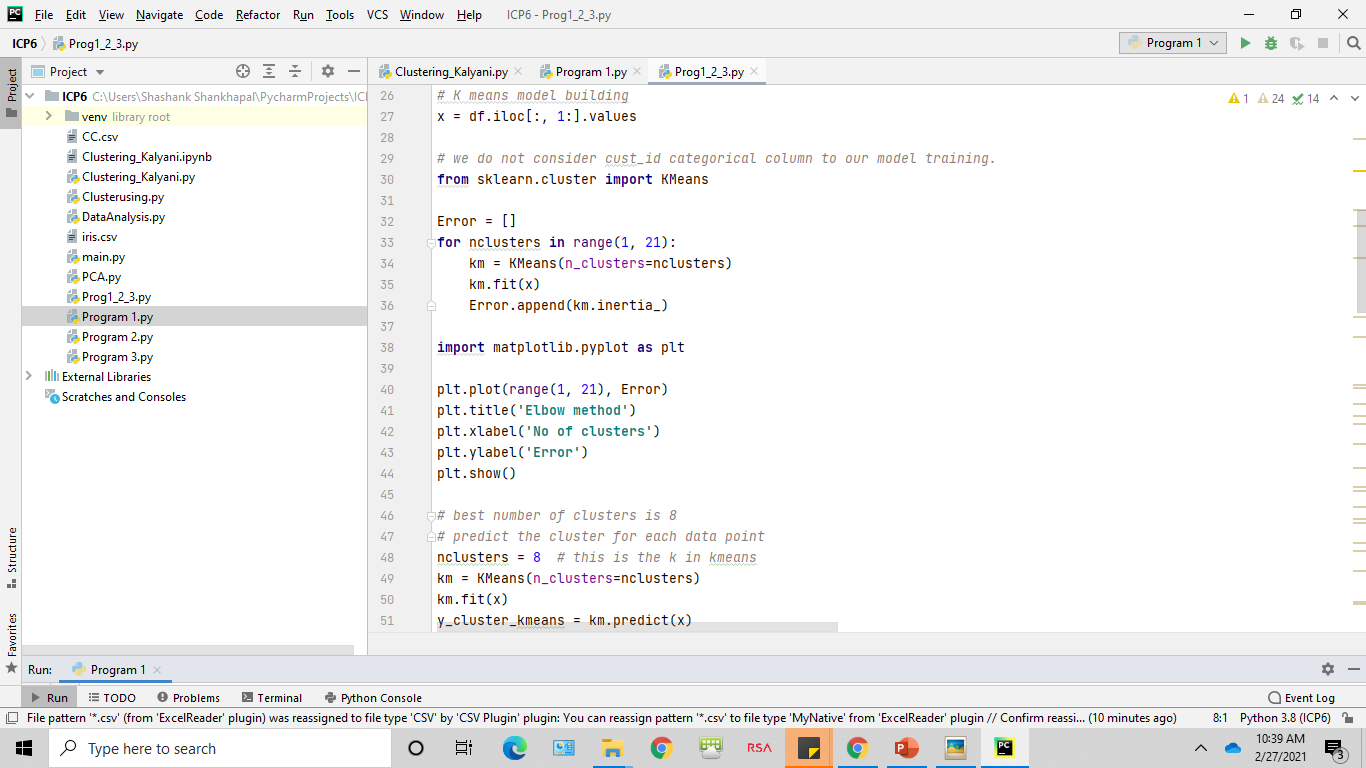 File Edit View Navigate Code Refactor Run Tools VCS Window Help ICP6 - Prog1_2_3.py
ICP6 Prog1_2_3.py Program 1
Project Clustering_Kalyani.py Program 1.py Prog1_2_3.py
Project
ICP6 C:\Users\Shashank Shankhapal\PycharmProjects\ICI
venv library root
CC.csv
Clustering_Kalyani.ipynb
Clustering_Kalyani.py
Clusterusing.py
DataAnalysis.py
iris.csv
main.py
PCA.py
Prog1_2_3.py
Program 1.py
Program 2.py
Program 3.py
External Libraries
Scratches and Consoles
Structure
Favorites
1 24 14
26 # K means model building
27 x = df.iloc[:, 1:].values
28
29 # we do not consider cust_id categorical column to our model training.
30 from sklearn.cluster import KMeans
31
32 Error = []
33 for nclusters in range(1, 21):
34 km = KMeans(n_clusters=nclusters)
35 km.fit(x)
36 Error.append(km.inertia_)
37
38 import matplotlib.pyplot as plt
39
40 plt.plot(range(1, 21), Error)
41 plt.title('Elbow method')
42 plt.xlabel('No of clusters')
43 plt.ylabel('Error')
44 plt.show()
45
46 # best number of clusters is 8
47 # predict the cluster for each data point
48 nclusters = 8 # this is the k in kmeans
49 km = KMeans(n_clusters=nclusters)
50 km.fit(x)
51 y_cluster_kmeans = km.predict(x)
Run: Program 1
Run TODO Problems Terminal Python Console Event Log
File pattern '*.csv' (from 'ExcelReader' plugin) was reassigned to file type 'CSV' by 'CSV Plugin' plugin: You can reassign pattern '*.csv' to file type 'MyNative' from 'ExcelReader' plugin // Confirm reassi... (10 minutes ago) 8:1 Python 3.8 (ICP6)
Type here to search RSA 10:39 AM
2/27/2021 3